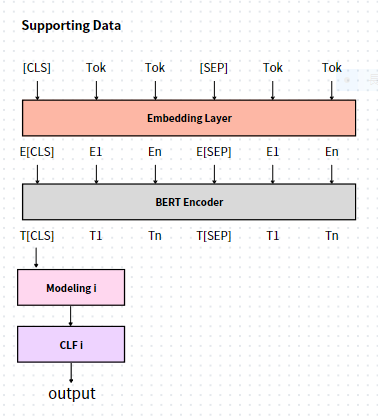 Supporting Data
[CLS] Tok Tok [SEP] Tok Tok
Embedding Layer
E[CLS] E1 En E[SEP] E1 En
BERT Encoder
T[CLS] T1 Tn T[SEP] T1 Tn
Modeling i
CLF i
output